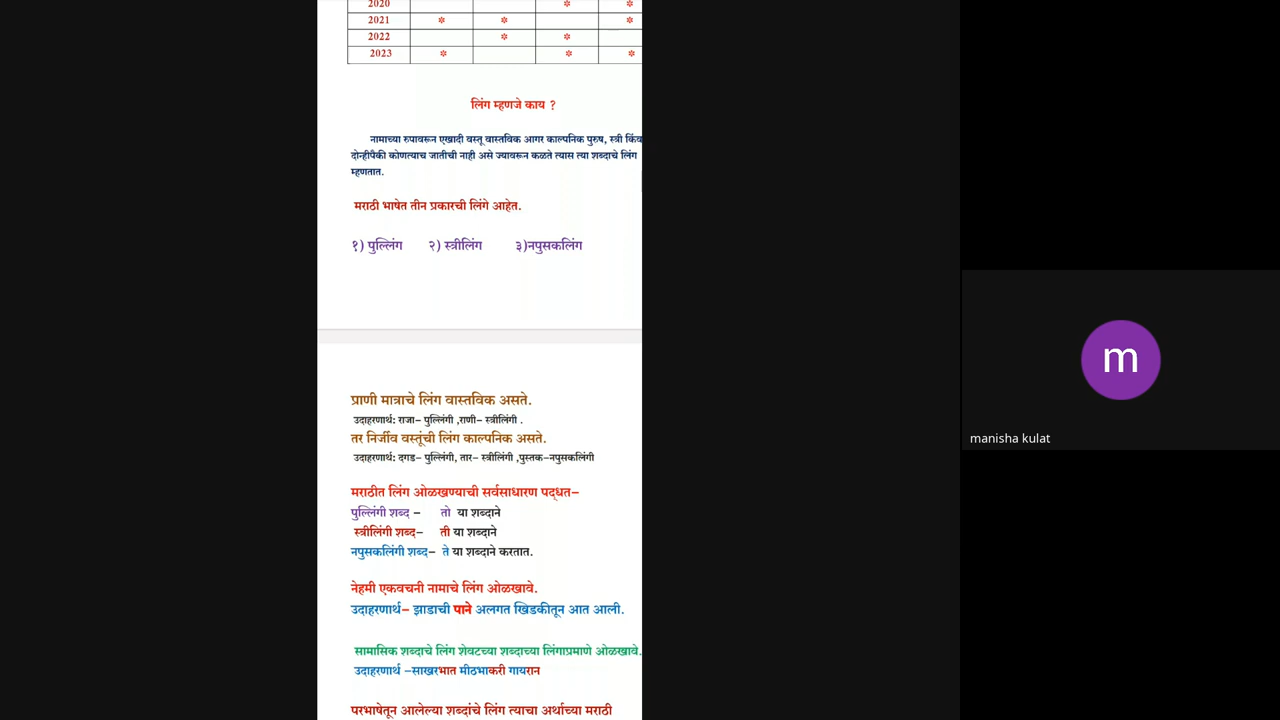 2020 * *
2021 * * *
2022 * *
2023 * * *
लिंग म्हणजे काय ?
नामाच्या रुपावरून एखादी वस्तू वास्तविक आगर काल्पनिक पुरुष, स्त्री किंव
दोन्हीपैकी कोणत्याच जातीची नाही असे ज्यावरून कळते त्यास त्या शब्दाचे लिंग
म्हणतात.
मराठी भाषेत तीन प्रकारची लिंगे आहेत.
१) पुल्लिंग २) स्त्रीलिंग ३)नपुसकलिंग
प्राणी मात्राचे लिंग वास्तविक असते.
उदाहरणार्थ: राजा– पुल्लिंगी ,राणी– स्त्रीलिंगी .
तर निर्जीव वस्तूंची लिंग काल्पनिक असते.
उदाहरणार्थ: दगड– पुल्लिंगी, तार– स्त्रीलिंगी ,पुस्तक–नपुसकलिंगी
मराठीत लिंग ओळखण्याची सर्वसाधारण पद्धत–
पुल्लिंगी शब्द – तो या शब्दाने
स्त्रीलिंगी शब्द– ती या शब्दाने
नपुसकलिंगी शब्द– ते या शब्दाने करतात.
नेहमी एकवचनी नामाचे लिंग ओळखावे.
उदाहरणार्थ– झाडाची पाने अलगत खिडकीतून आत आली.
सामासिक शब्दाचे लिंग शेवटच्या शब्दाच्या लिंगाप्रमाणे ओळखावे.
उदाहरणार्थ –साखरभात मीठभाकरी गायरान
परभाषेतून आलेल्या शब्दांचे लिंग त्याचा अर्थाच्या मराठी
m
manisha kulat